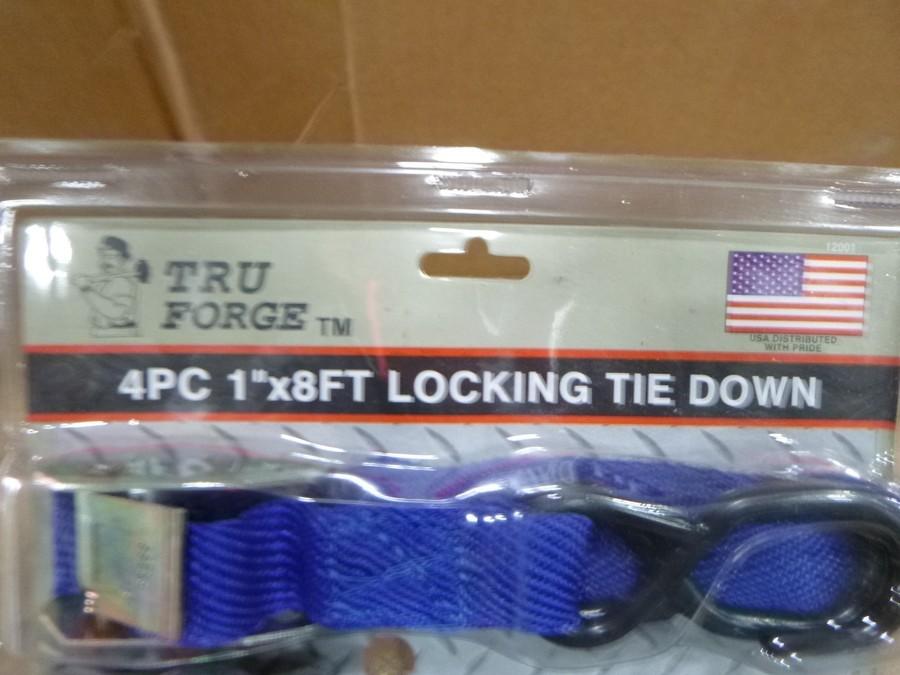 12001
TRU
FORGE TM
USA DISTRIBUTED
WITH PRIDE
4PC 1"x8FT LOCKING TIE DOWN